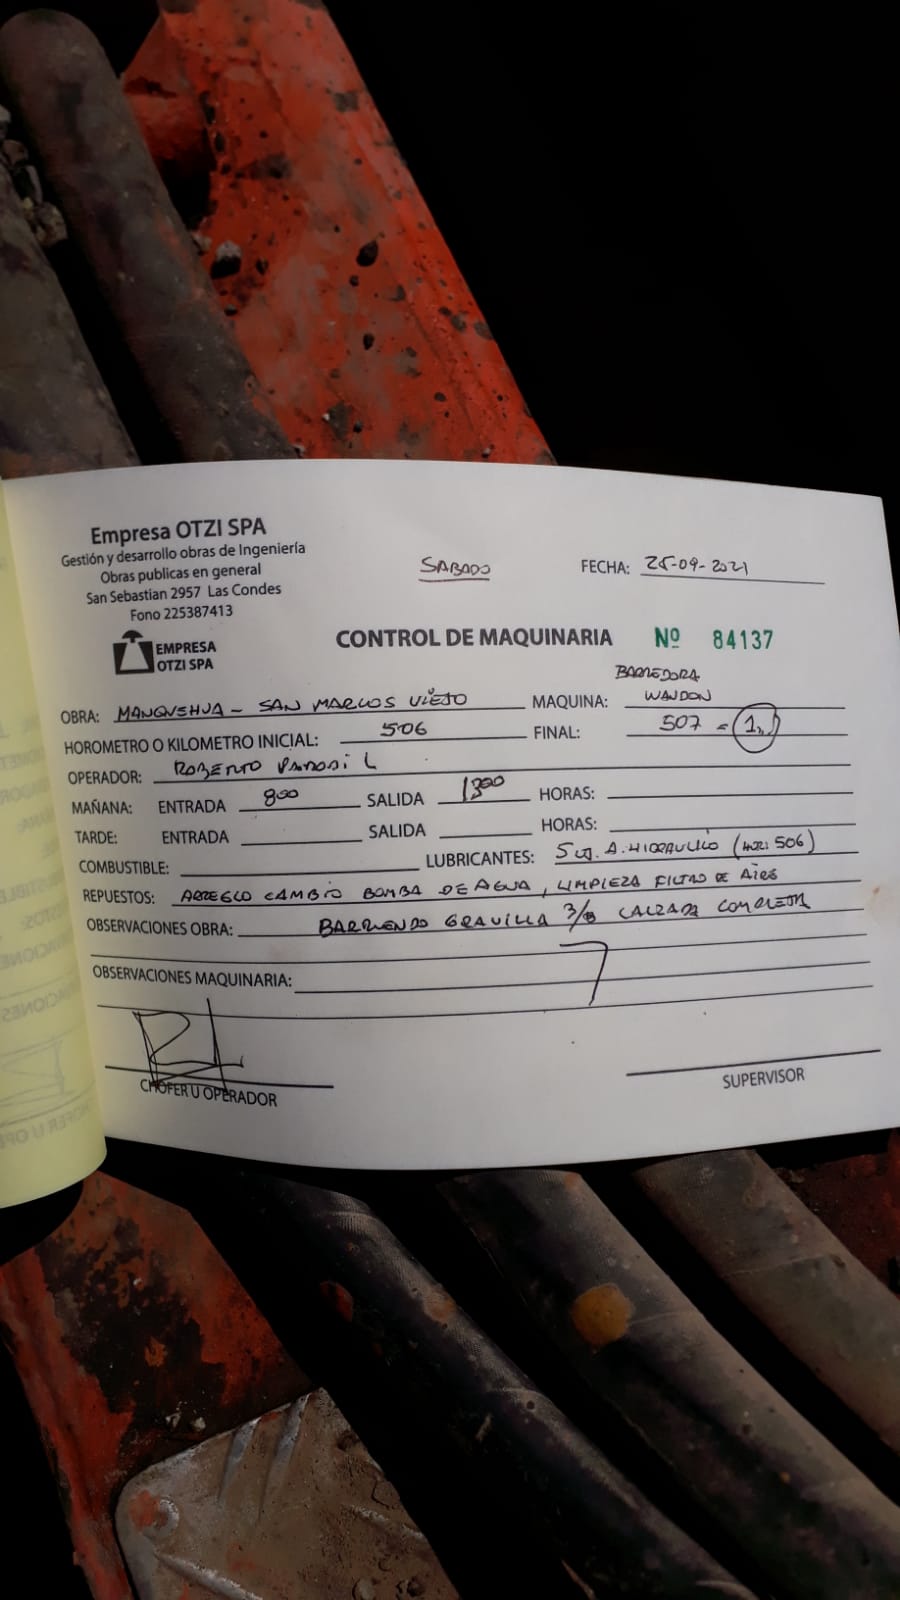 Empresa OTZI SPA
Gestión y desarrollo obras de Ingeniería
Obras publicas en general
San Sebastian 2957 Las Condes
Fono 225387413
EMPRESA
OTZI SPA
SABADO
FECHA: 25-09-2021
CONTROL DE MAQUINARIA Nº 84137
BARREDORA
OBRA: MANQUEHUA - SAN MARCOS VIEJO MAQUINA: WALDON
HOROMETRO O KILOMETRO INICIAL: 506 FINAL: 507 = 1
OPERADOR: ROBERTO L
MAÑANA: ENTRADA 800 SALIDA 1300 HORAS:
TARDE: ENTRADA SALIDA HORAS:
COMBUSTIBLE: LUBRICANTES: 5 A. HIDRAULICO (506)
REPUESTOS: ARREGLO CAMBIO BOMBA DE AGUA, LIMPIEZA FILTRO DE AIRE
OBSERVACIONES OBRA: BARRIENDO GRAVILLA 3/8 CALZADA COMPLETA
OBSERVACIONES MAQUINARIA:
CHOFER U OPERADOR
SUPERVISOR